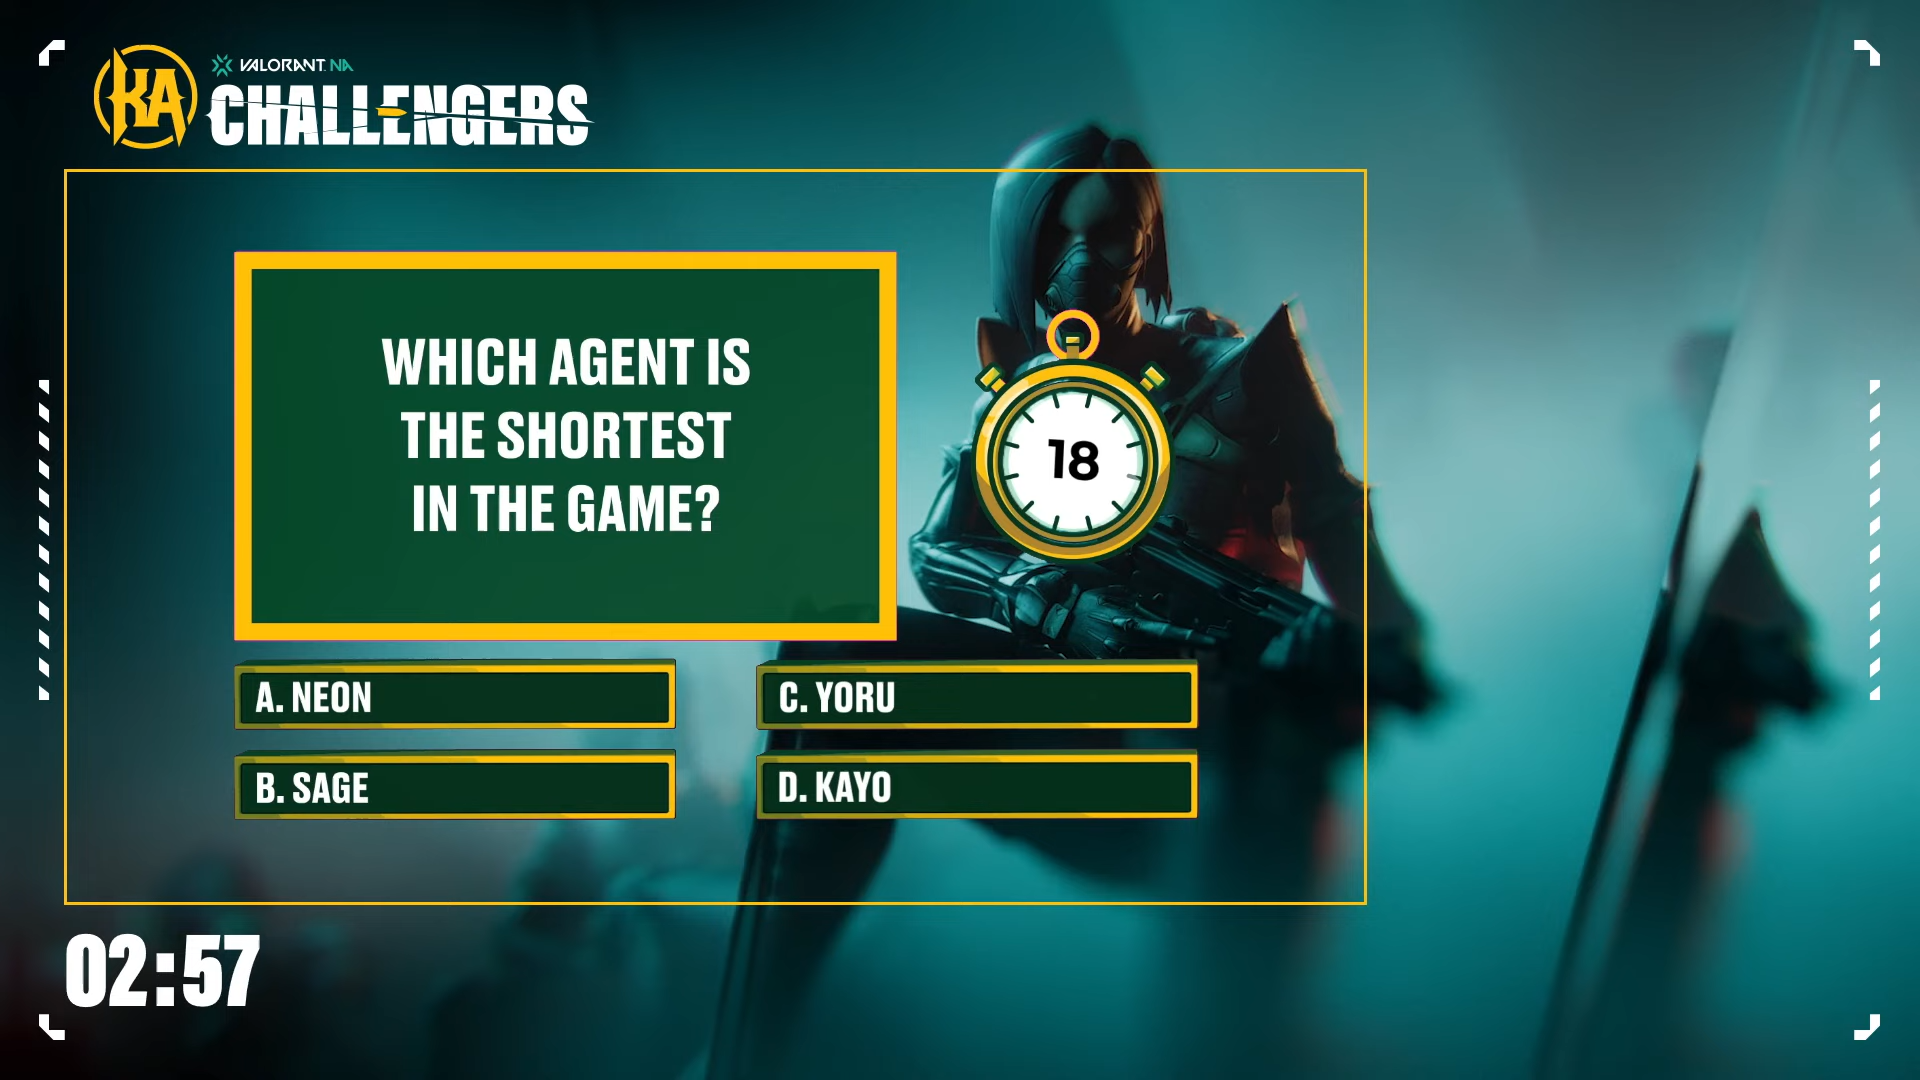 KA
VALORANT NA
CHALLENGERS
WHICH AGENT IS
THE SHORTEST
IN THE GAME?
18
A. NEON
C. YORU
B. SAGE
D. KAYO
02:57